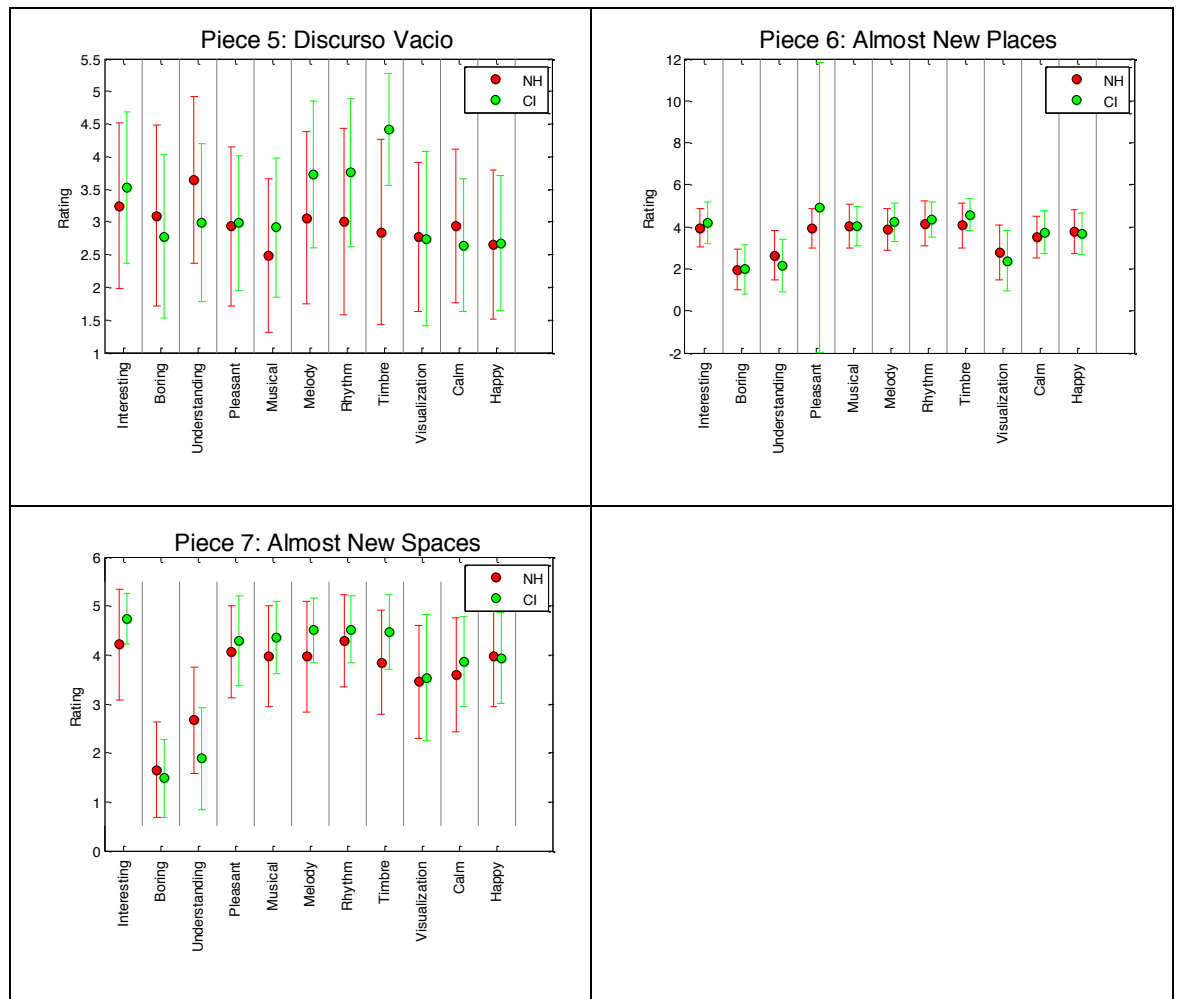 Piece 5: Discurso Vacio
5.5
5
4.5
4
3.5
3
2.5
2
1.5
1
Rating
NH
CI
Interesting
Boring
Understanding
Pleasant
Musical
Melody
Rhythm
Timbre
Visualization
Calm
Happy
Piece 6: Almost New Places
12
10
8
6
4
2
0
-2
Rating
NH
CI
Interesting
Boring
Understanding
Pleasant
Musical
Melody
Rhythm
Timbre
Visualization
Calm
Happy
Piece 7: Almost New Spaces
6
5
4
3
2
1
0
Rating
NH
CI
Interesting
Boring
Understanding
Pleasant
Musical
Melody
Rhythm
Timbre
Visualization
Calm
Happy